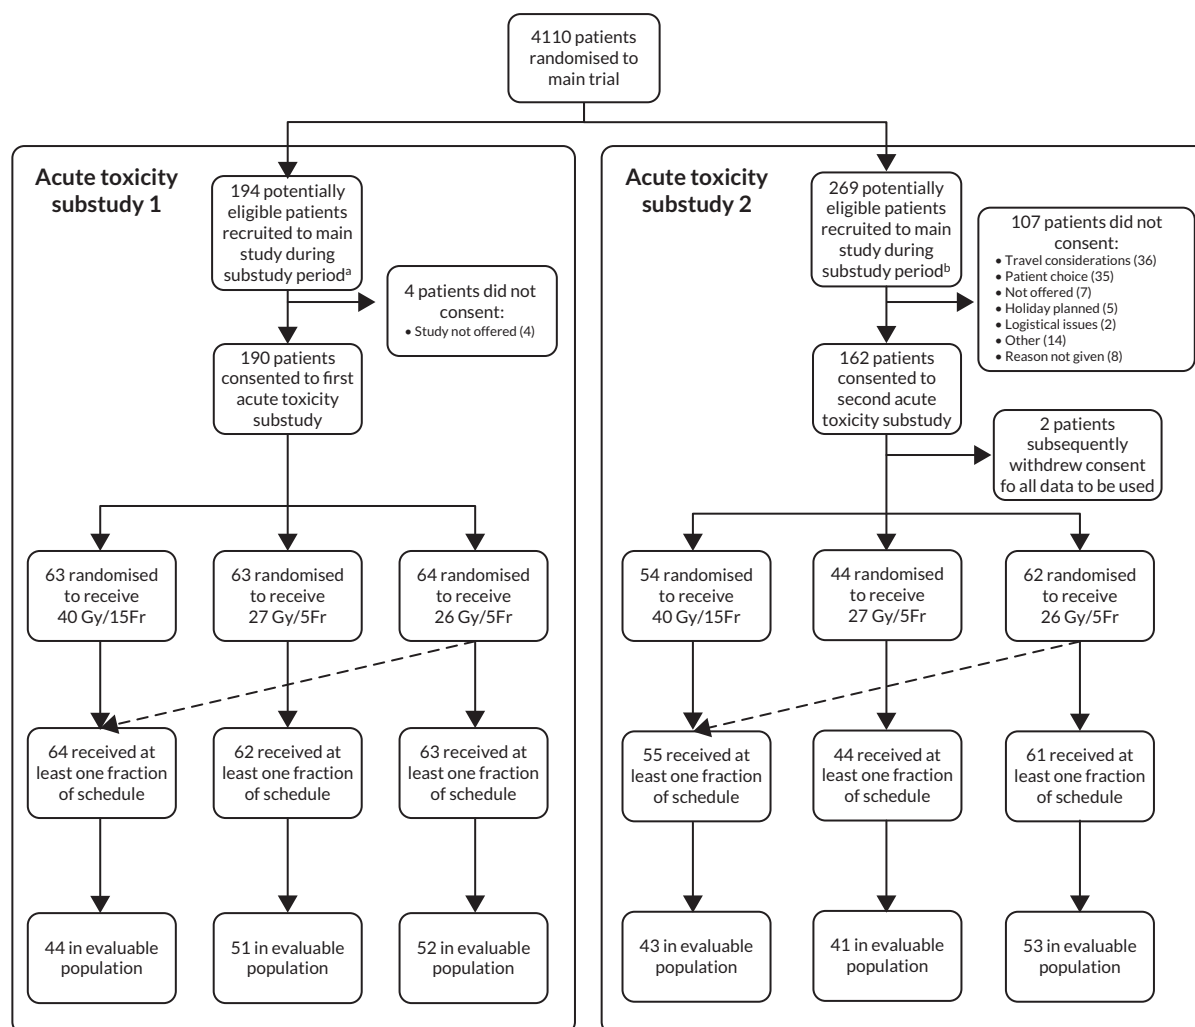 4110 patients
randomised to
main trial
Acute toxicity
substudy 1
194 potentially
eligible patients
recruited to main
study during
substudy periodᵃ
4 patients did not
consent:
• Study not offered (4)
190 patients
consented to first
acute toxicity
substudy
63 randomised
to receive
40 Gy/15Fr
63 randomised
to receive
27 Gy/5Fr
64 randomised
to receive
26 Gy/5Fr
64 received at
least one fraction
of schedule
62 received at
least one fraction
of schedule
63 received at
least one fraction
of schedule
44 in evaluable
population
51 in evaluable
population
52 in evaluable
population
Acute toxicity
substudy 2
269 potentially
eligible patients
recruited to main
study during
substudy periodᵇ
107 patients did not
consent:
• Travel considerations (36)
• Patient choice (35)
• Not offered (7)
• Holiday planned (5)
• Logistical issues (2)
• Other (14)
• Reason not given (8)
162 patients
consented to
second acute
toxicity substudy
2 patients
subsequently
withdrew consent
fo all data to be used
54 randomised
to receive
40 Gy/15Fr
44 randomised
to receive
27 Gy/5Fr
62 randomised
to receive
26 Gy/5Fr
55 received at
least one fraction
of schedule
44 received at
least one fraction
of schedule
61 received at
least one fraction
of schedule
43 in evaluable
population
41 in evaluable
population
53 in evaluable
population